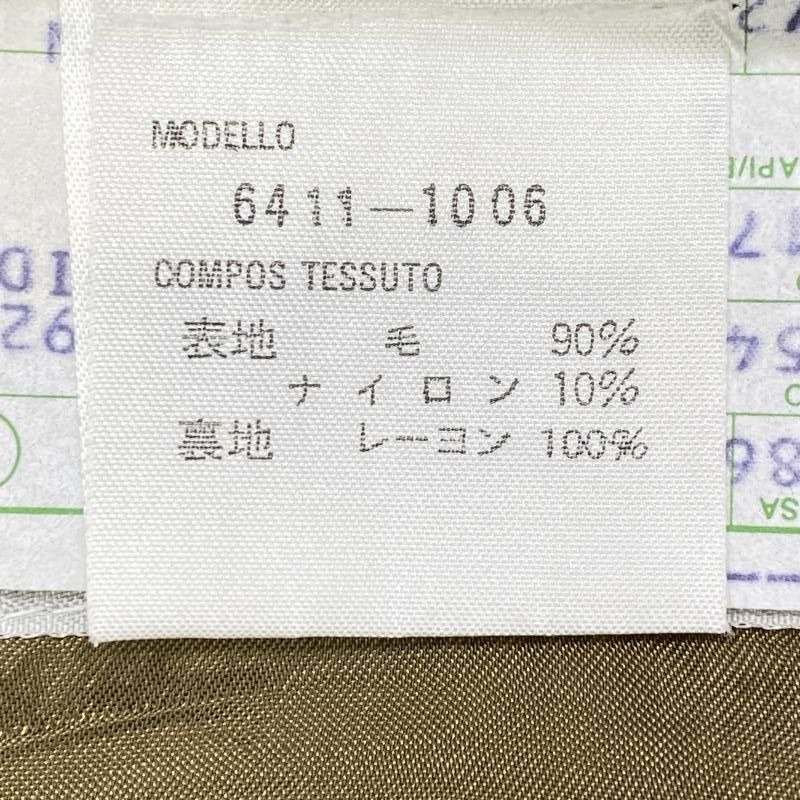 MODELLO
6411-1006
COMPOS TESSUTO
表地 毛 90%
ナイロン 10%
裏地 レーヨン 100%